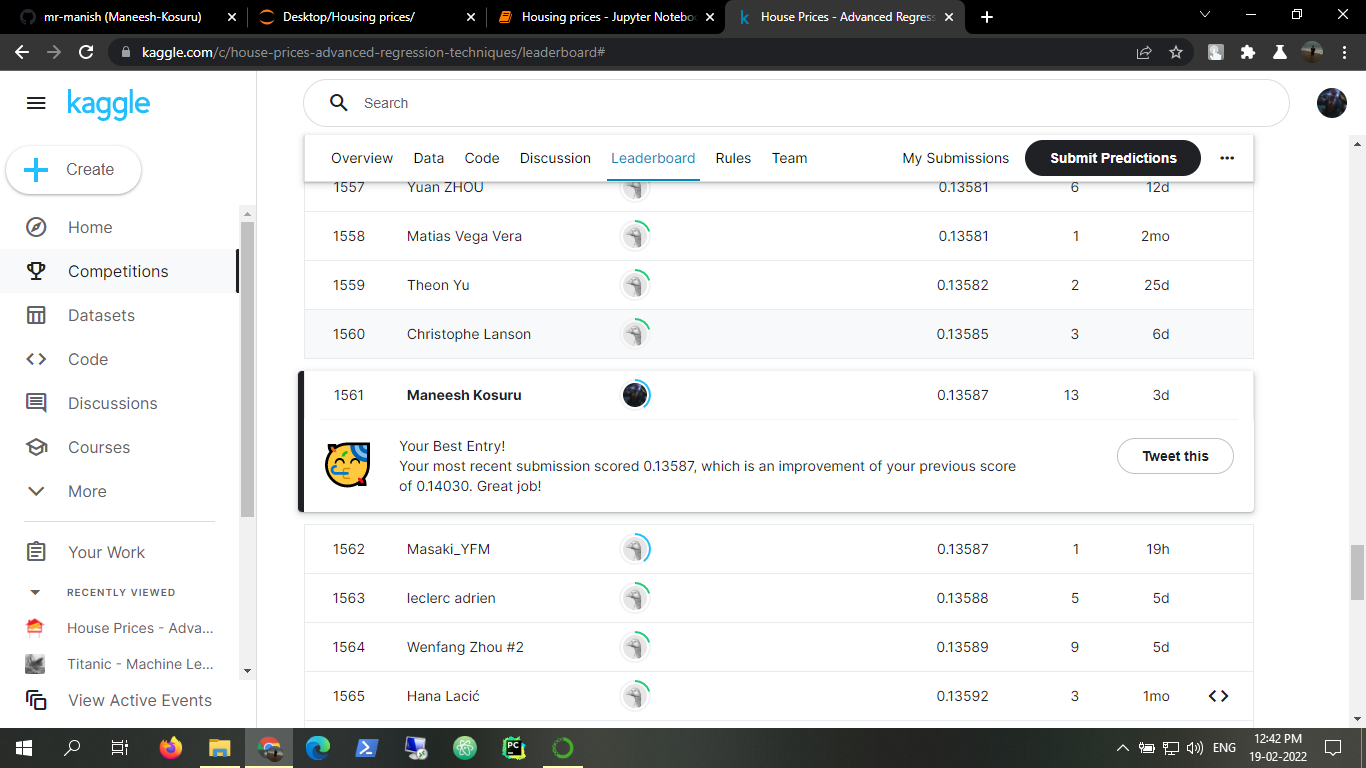 mr-manish (Maneesh-Kosuru)
Desktop/Housing prices/
Housing prices - Jupyter Notebo
House Prices - Advanced Regress
kaggle.com/c/house-prices-advanced-regression-techniques/leaderboard#
kaggle
Search
Create
Home
Competitions
Datasets
Code
Discussions
Courses
More
Your Work
RECENTLY VIEWED
House Prices - Adva...
Titanic - Machine Le...
View Active Events
Overview Data Code Discussion Leaderboard Rules Team My Submissions Submit Predictions
1557 Yuan ZHOU 0.13581 6 12d
1558 Matias Vega Vera 0.13581 1 2mo
1559 Theon Yu 0.13582 2 25d
1560 Christophe Lanson 0.13585 3 6d
1561 Maneesh Kosuru 0.13587 13 3d
Your Best Entry!
Your most recent submission scored 0.13587, which is an improvement of your previous score
of 0.14030. Great job!
Tweet this
1562 Masaki_YFM 0.13587 1 19h
1563 leclerc adrien 0.13588 5 5d
1564 Wenfang Zhou #2 0.13589 9 5d
1565 Hana Lacić 0.13592 3 1mo
PC
ENG
12:42 PM
19-02-2022